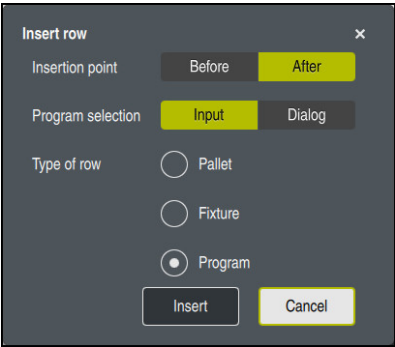 Insert row ×
Insertion point Before After
Program selection Input Dialog
Type of row Pallet
Fixture
Program
Insert Cancel